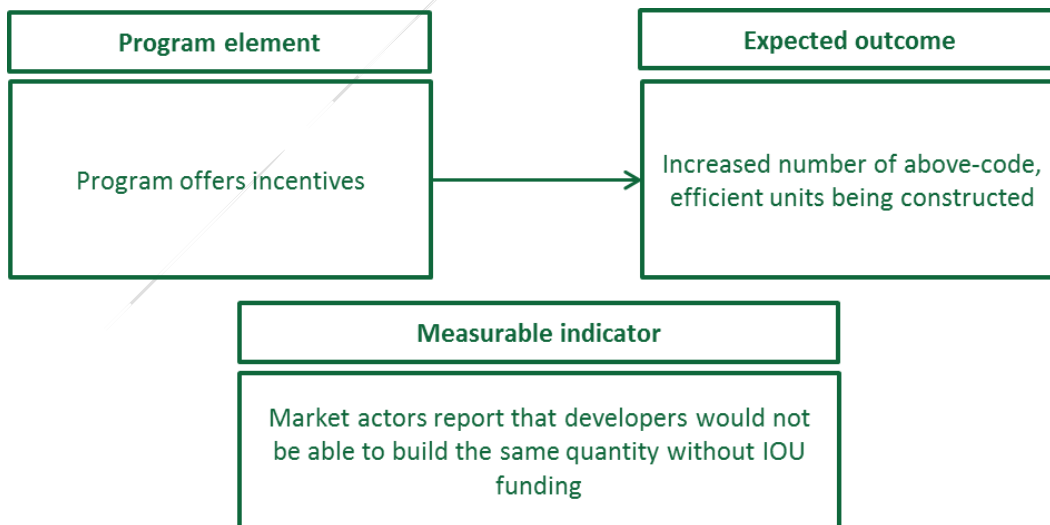 Program element
Expected outcome
Program offers incentives
Increased number of above-code,
efficient units being constructed
Measurable indicator
Market actors report that developers would not
be able to build the same quantity without IOU
funding